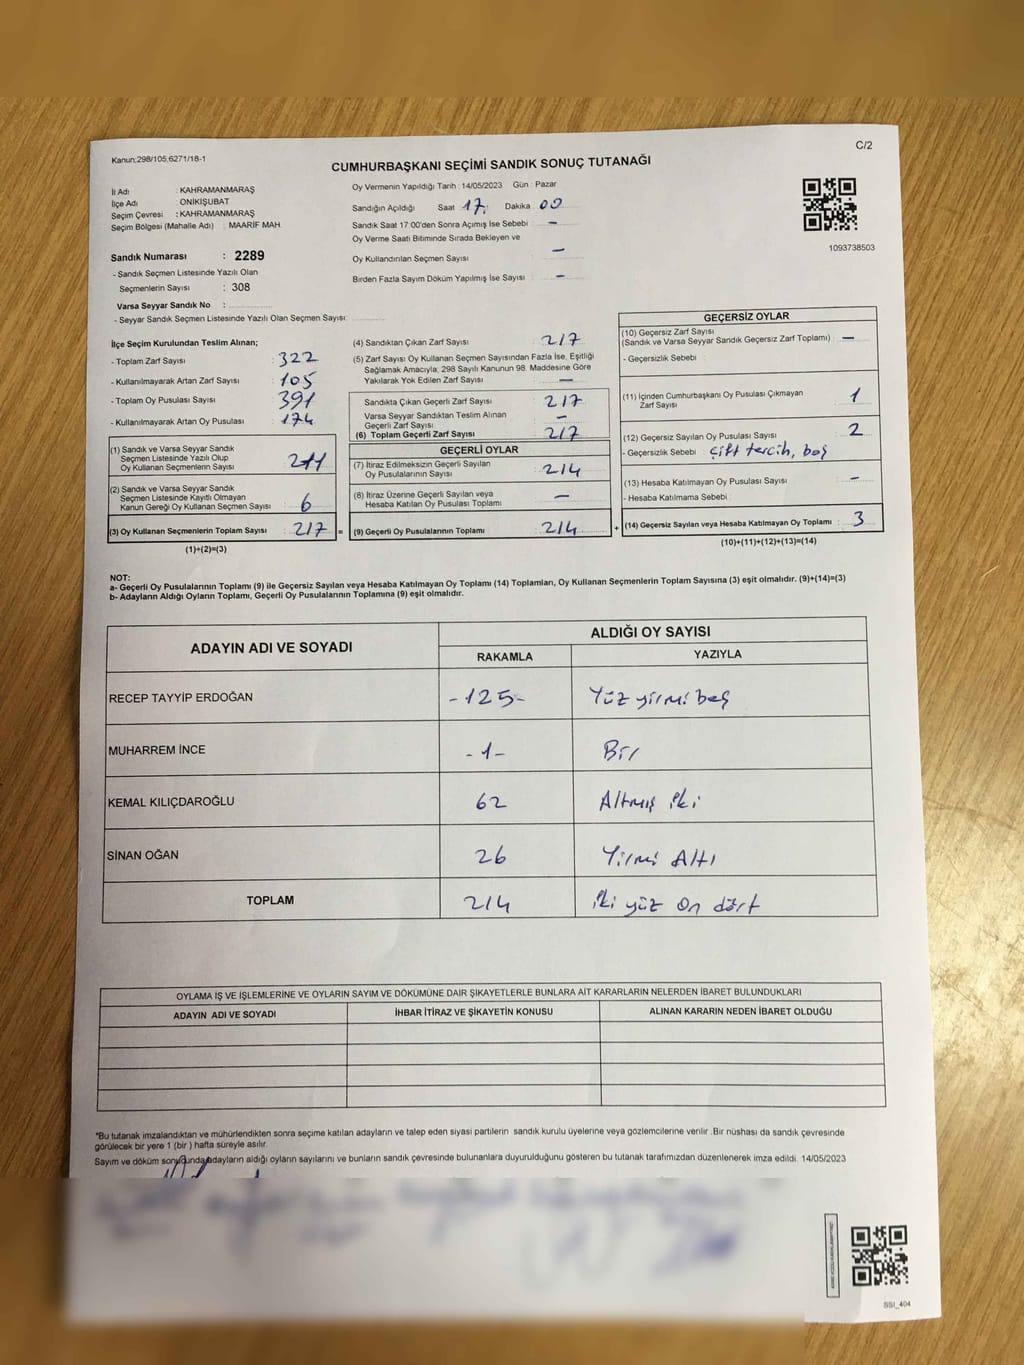 Kanun;298/105;6271/18-1
C/2
CUMHURBAŞKANI SEÇİMİ SANDIK SONUÇ TUTANAĞI
İl Adı : KAHRAMANMARAŞ
İlçe Adı : ONİKİŞUBAT
Seçim Çevresi : KAHRAMANMARAŞ
Seçim Bölgesi (Mahalle Adı) : MAARİF MAH.
Sandık Numarası : 2289
- Sandık Seçmen Listesinde Yazılı Olan
Seçmenlerin Sayısı : 308
Varsa Seyyar Sandık No :
- Seyyar Sandık Seçmen Listesinde Yazılı Olan Seçmen Sayısı:
Oy Vermenin Yapıldığı Tarih : 14/05/2023 Gün : Pazar
Sandığın Açıldığı Saat 17: Dakika 00
Sandık Saat 17:00'den Sonra Açımış İse Sebebi : —
Oy Verme Saati Bitiminde Sırada Bekleyen ve
Oy Kullandırılan Seçmen Sayısı —
Birden Fazla Sayım Döküm Yapılmış İse Sayısı : —
1093738503
İlçe Seçim Kurulundan Teslim Alınan;
- Toplam Zarf Sayısı : 322
- Kullanılmayarak Artan Zarf Sayısı : 105
- Toplam Oy Pusulası Sayısı : 391
- Kullanılmayarak Artan Oy Pusulası : 174
(1) Sandık ve Varsa Seyyar Sandık
Seçmen Listesinde Yazılı Olup
Oy Kullanan Seçmenlerin Sayısı : 211
(2) Sandık ve Varsa Seyyar Sandık
Seçmen Listesinde Kayıtlı Olmayan
Kanun Gereği Oy Kullanan Seçmen Sayısı : 6
(3) Oy Kullanan Seçmenlerin Toplam Sayısı : 217 =
(1)+(2)=(3)
(4) Sandıktan Çıkan Zarf Sayısı : 217
(5) Zarf Sayısı Oy Kullanan Seçmen Sayısından Fazla İse, Eşitliği
Sağlamak Amacıyla, 298 Sayılı Kanunun 98. Maddesine Göre
Yakılarak Yok Edilen Zarf Sayısı : —
Sandıkta Çıkan Geçerli Zarf Sayısı : 217
Varsa Seyyar Sandıktan Teslim Alınan
Geçerli Zarf Sayısı : —
(6) Toplam Geçerli Zarf Sayısı : 217
GEÇERLİ OYLAR
(7) İtiraz Edilmeksizin Geçerli Sayılan
Oy Pusulalarının Sayısı : 214
(8) İtiraz Üzerine Geçerli Sayılan veya
Hesaba Katılan Oy Pusulası Toplamı : —
(9) Geçerli Oy Pusulalarının Toplamı : 214 +
GEÇERSİZ OYLAR
(10) Geçersiz Zarf Sayısı
(Sandık ve Varsa Seyyar Sandık Geçersiz Zarf Toplamı) : —
- Geçersizlik Sebebi :
(11) İçinden Cumhurbaşkanı Oy Pusulası Çıkmayan
Zarf Sayısı : 1
(12) Geçersiz Sayılan Oy Pusulası Sayısı : 2
- Geçersizlik Sebebi : çift tercih, boş
(13) Hesaba Katılmayan Oy Pusulası Sayısı : —
- Hesaba Katılmama Sebebi :
(14) Geçersiz Sayılan veya Hesaba Katılmayan Oy Toplamı : 3
(10)+(11)+(12)+(13)=(14)
NOT:
a- Geçerli Oy Pusulalarının Toplamı (9) ile Geçersiz Sayılan veya Hesaba Katılmayan Oy Toplamı (14) Toplamları, Oy Kullanan Seçmenlerin Toplam Sayısına (3) eşit olmalıdır. (9)+(14)=(3)
b- Adayların Aldığı Oyların Toplamı, Geçerli Oy Pusulalarının Toplamına (9) eşit olmalıdır.
ADAYIN ADI VE SOYADI ALDIĞI OY SAYISI
RAKAMLA YAZIYLA
RECEP TAYYİP ERDOĞAN -125- Yüz yirmi beş
MUHARREM İNCE -1- Bir
KEMAL KILIÇDAROĞLU 62 Altmış iki
SİNAN OĞAN 26 Yirmi Altı
TOPLAM 214 iki yüz on dört
OYLAMA İŞ VE İŞLEMLERİNE VE OYLARIN SAYIM VE DÖKÜMÜNE DAİR ŞİKAYETLERLE BUNLARA AİT KARARLARIN NELERDEN İBARET BULUNDUKLARI
ADAYIN ADI VE SOYADI İHBAR İTİRAZ VE ŞİKAYETİN KONUSU ALINAN KARARIN NEDEN İBARET OLDUĞU
*Bu tutanak imzalandıktan ve mühürlendikten sonra seçime katılan adayların ve talep eden siyasi partilerin sandık kurulu üyelerine veya gözlemcilerine verilir .Bir nüshası da sandık çevresinde
görülecek bir yere 1 (bir ) hafta süreyle asılır.
Sayım ve döküm sonunda adayların aldığı oyların sayılarını ve bunların sandık çevresinde bulunanlara duyurulduğunu gösteren bu tutanak tarafımızdan düzenlenerek imza edildi. 14/05/2023
SSI_404